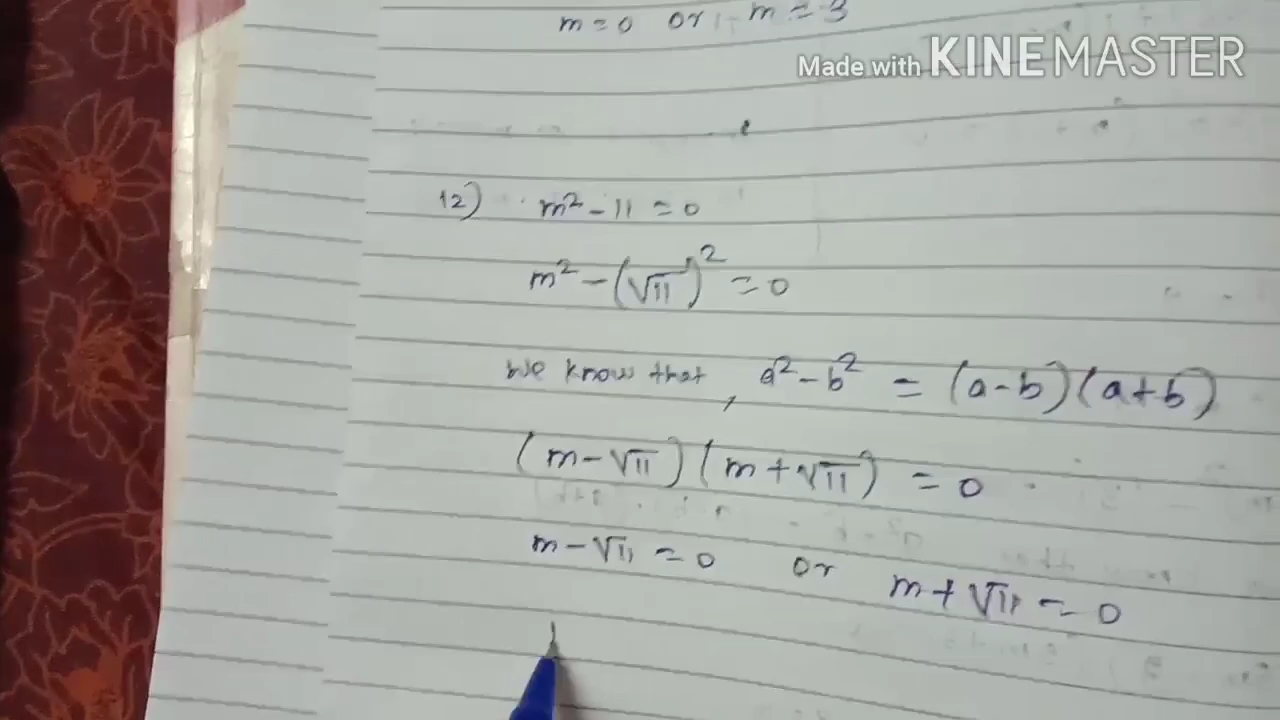 m = 0 or, m = 3
Made with KINEMASTER
12) m² - 11 = 0
m² - (√11)² = 0
We know that, a² - b² = (a - b)(a + b)
(m - √11)(m + √11) = 0
m - √11 = 0 or m + √11 = 0